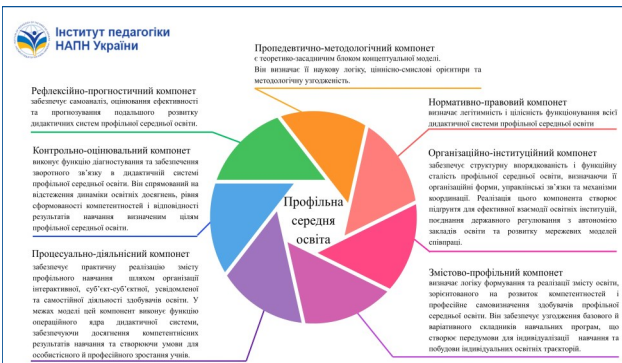 Інститут педагогіки
НАПН України
Пропедевтично-методологічний компонент
є теоретико-засадничим блоком концептуальної моделі.
Він визначає її наукову логіку, ціннісно-смислові орієнтири та
методологічну узгодженість.
Рефлексійно-прогностичний компонет
забезпечує самоаналіз, оцінювання ефективності
та прогнозування подальшого розвитку
дидактичних систем профільної середньої освіти.
Нормативно-правовий компонент
визначає легітимність і цілісність функціонування всієї
дидактичної системи профільної середньої освіти
Контрольно-оцінювальний компонент
виконує функцію діагностування та забезпечення
зворотного зв’язку в дидактичній системі
профільної середньої освіти. Він спрямований на
відстеження динаміки освітніх досягнень, рівня
сформованості компетентностей і відповідності
результатів навчання визначеним цілям
профільної середньої освіти.
Організаційно-інституційний компонент
забезпечує структурну впорядкованість і функційну
сталість профільної середньої освіти, визначаючи її
організаційні форми, управлінські зв’язки та механізми
координації. Реалізація цього компонента створює
підґрунтя для ефективної взаємодії освітніх інституцій,
поєднання державного регулювання з автономією
закладів освіти та розвитку мережевих моделей
співпраці.
Профільна
середня
освіта
Процесуально-діяльнісний компонент
забезпечує практичну реалізацію змісту
профільного навчання шляхом організації
інтерактивної, суб’єкт-суб’єктної, усвідомленої
та самостійної діяльності здобувачів освіти. У
межах моделі цей компонент виконує функцію
операційного ядра дидактичної системи,
забезпечуючи досягнення компетентнісних
результатів навчання та створюючи умови для
особистісного й професійного зростання учнів.
Змістово-профільний компонент
визначає логіку формування та реалізації змісту освіти,
зорієнтованого на розвиток компетентностей і
професійне самовизначення здобувачів профільної
середньої освіти. Він забезпечує узгодження базового й
варіативного складників навчальних програм, що
створює передумови для індивідуалізації навчання та
побудови індивідуальних освітніх траєкторій.